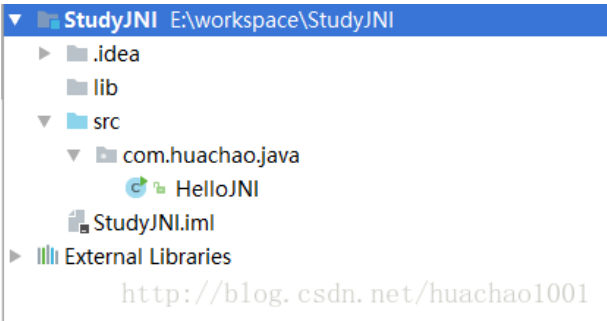 StudyJNI E:\workspace\StudyJNI
.idea
lib
src
com.huachao.java
HelloJNI
StudyJNI.iml
External Libraries
http://blog.csdn.net/huachao1001